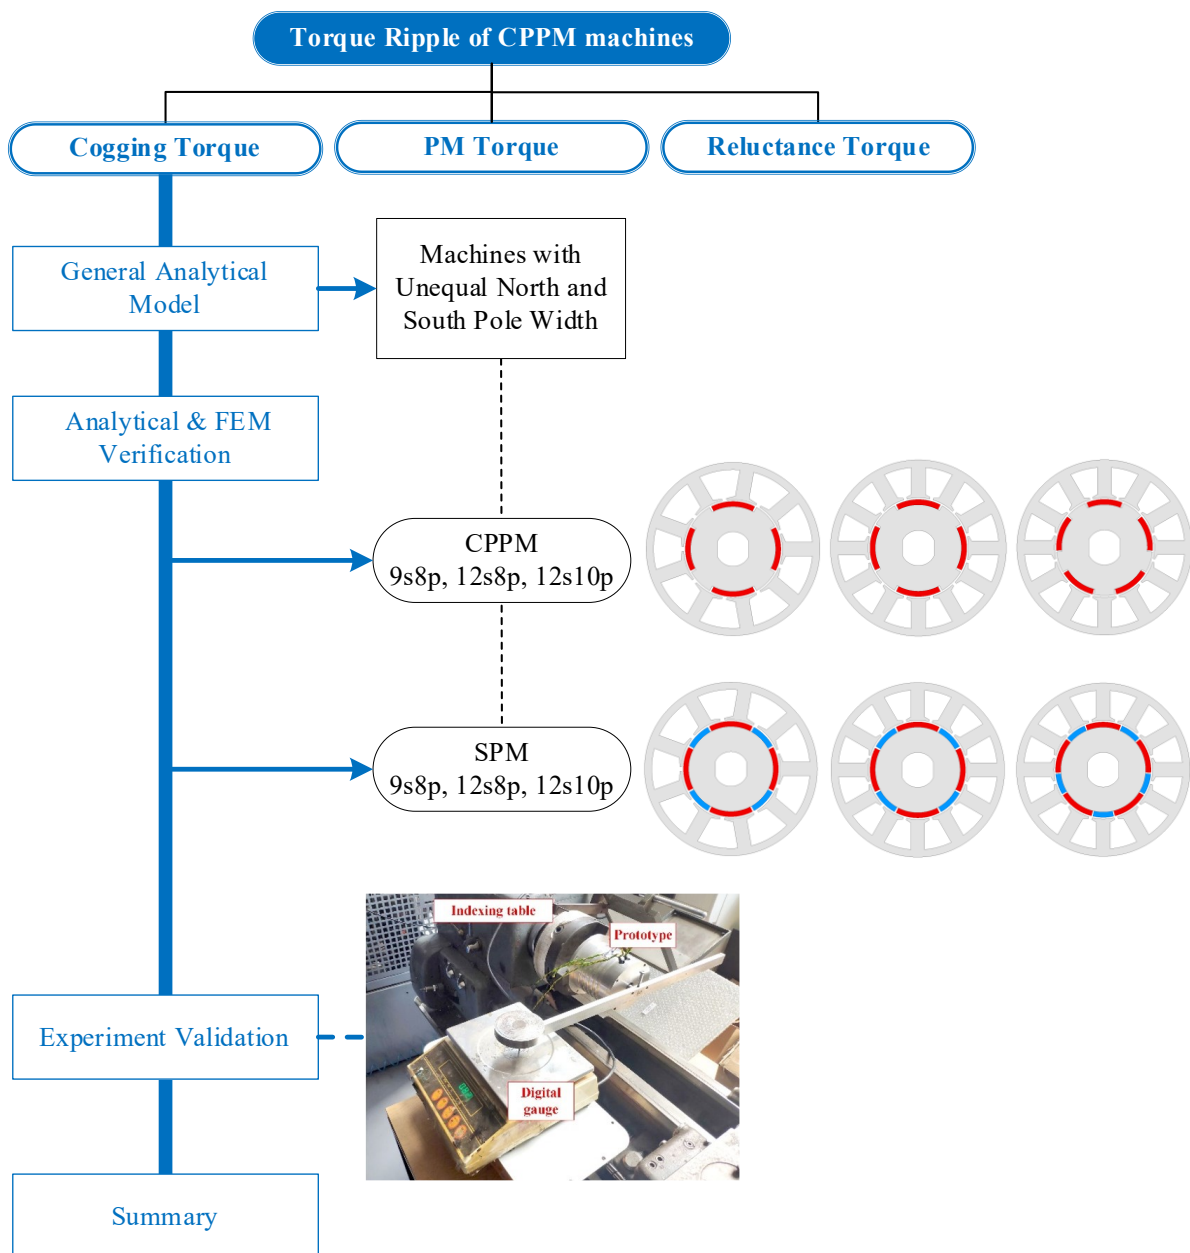 Torque Ripple of CPPM machines
Cogging Torque
PM Torque
Reluctance Torque
General Analytical
Model
Machines with
Unequal North and
South Pole Width
Analytical & FEM
Verification
CPPM
9s8p, 12s8p, 12s10p
SPM
9s8p, 12s8p, 12s10p
Indexing table
Prototype
Digital
gauge
Experiment Validation
Summary